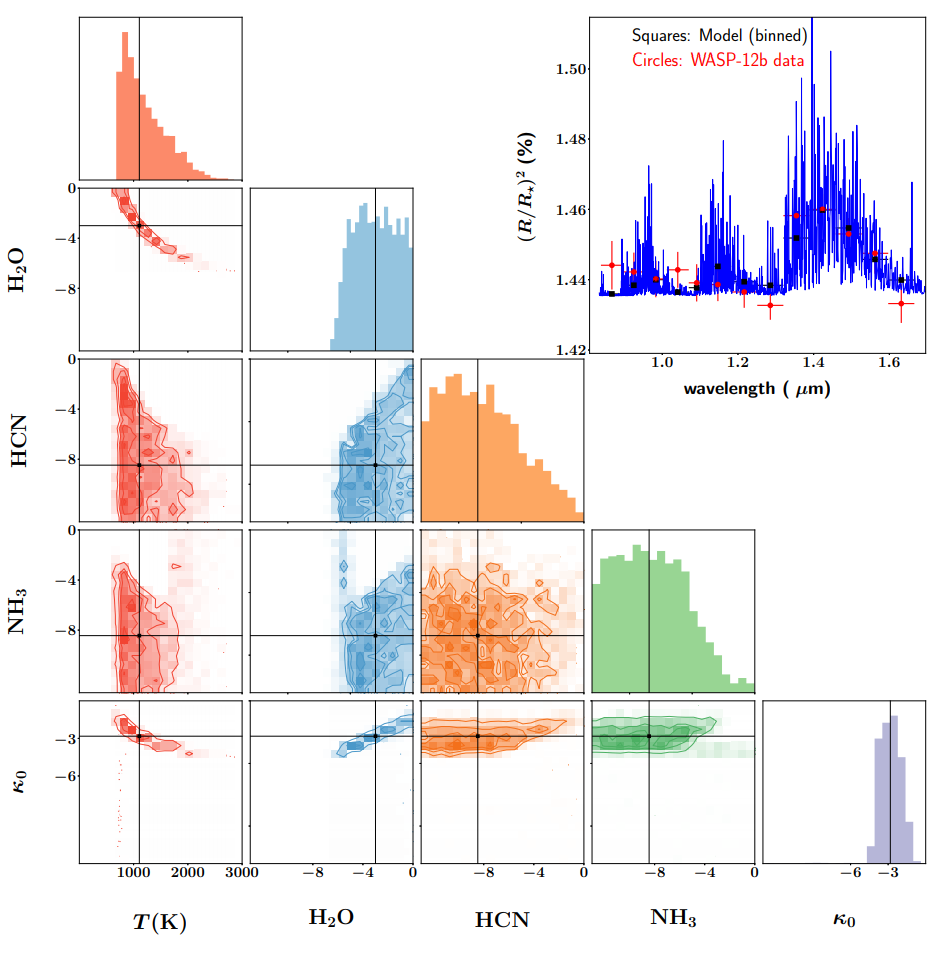 Squares: Model (binned)
Circles: WASP-12b data
1.50
1.48
1.46
1.44
1.42
(R/R⋆)² (%)
1.0 1.2 1.4 1.6
wavelength ( μm)
0
−4
−8
H₂O
0
−4
−8
HCN
0
−4
−8
NH₃
−3
−6
κ₀
1000 2000 3000
−8 −4 0
−8 −4 0
−8 −4 0
−6 −3
T(K) H₂O HCN NH₃ κ₀